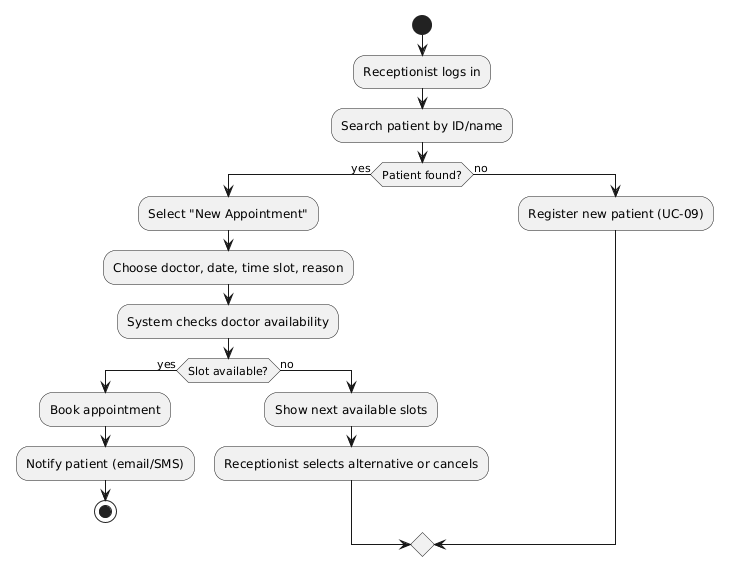 Receptionist logs in
Search patient by ID/name
yes
Patient found?
no
Select "New Appointment"
Register new patient (UC-09)
Choose doctor, date, time slot, reason
System checks doctor availability
yes
Slot available?
no
Book appointment
Show next available slots
Notify patient (email/SMS)
Receptionist selects alternative or cancels